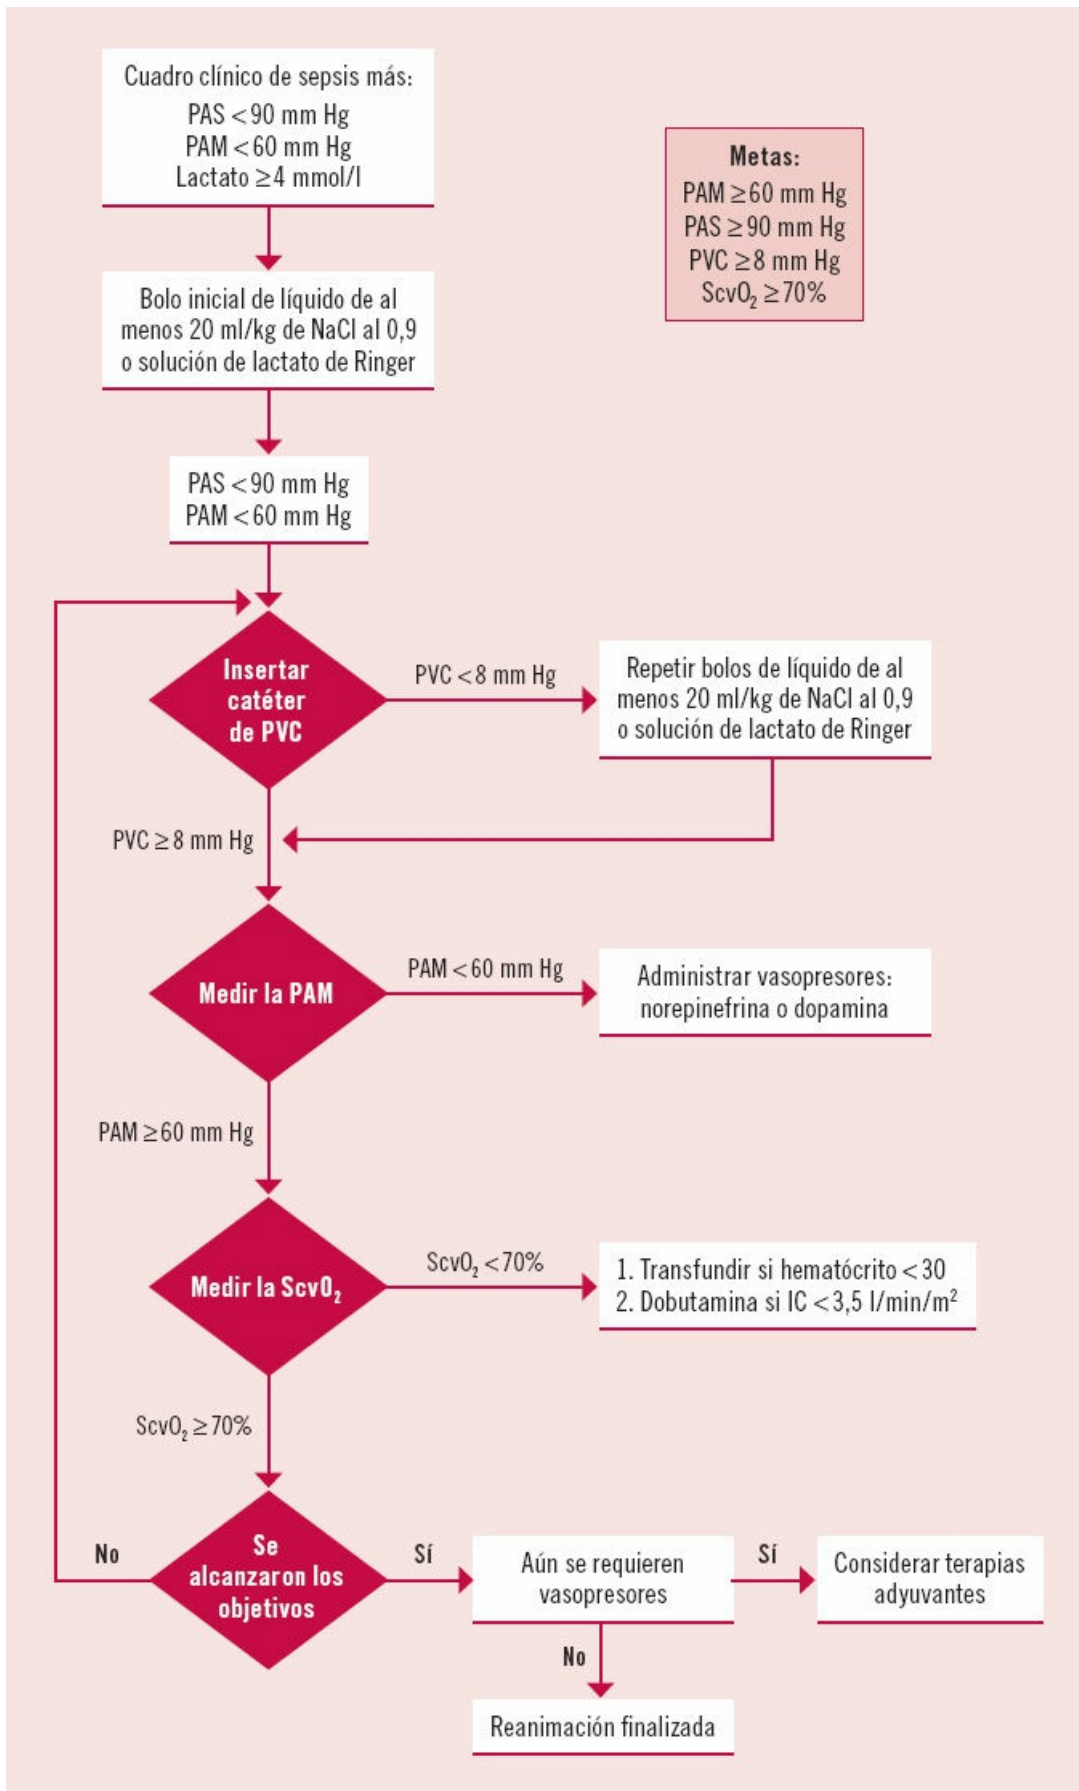 Cuadro clínico de sepsis más:
PAS <90 mm Hg
PAM <60 mm Hg
Lactato ≥4 mmol/l
Metas:
PAM ≥60 mm Hg
PAS ≥90 mm Hg
PVC ≥8 mm Hg
ScvO₂ ≥70%
Bolo inicial de líquido de al
menos 20 ml/kg de NaCl al 0,9
o solución de lactato de Ringer
PAS <90 mm Hg
PAM <60 mm Hg
Insertar
catéter
de PVC
PVC <8 mm Hg
Repetir bolos de líquido de al
menos 20 ml/kg de NaCl al 0,9
o solución de lactato de Ringer
PVC ≥8 mm Hg
Medir la PAM
PAM <60 mm Hg
Administrar vasopresores:
norepinefrina o dopamina
PAM ≥60 mm Hg
Medir la ScvO₂
ScvO₂ <70%
1. Transfundir si hematócrito <30
2. Dobutamina si IC <3,5 l/min/m²
ScvO₂ ≥70%
Se
alcanzaron los
objetivos
No
Sí
Aún se requieren
vasopresores
Sí
Considerar terapias
adyuvantes
No
Reanimación finalizada